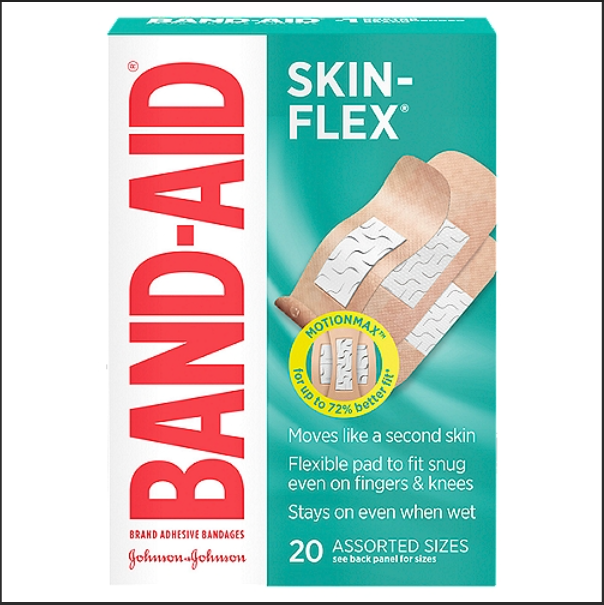 BAND-AID®
BRAND ADHESIVE BANDAGES
Johnson & Johnson
SKIN-
FLEX®
MOTIONMAX™
for up to 72% better fit*
Moves like a second skin
Flexible pad to fit snug
even on fingers & knees
Stays on even when wet
20 ASSORTED SIZES
see back panel for sizes